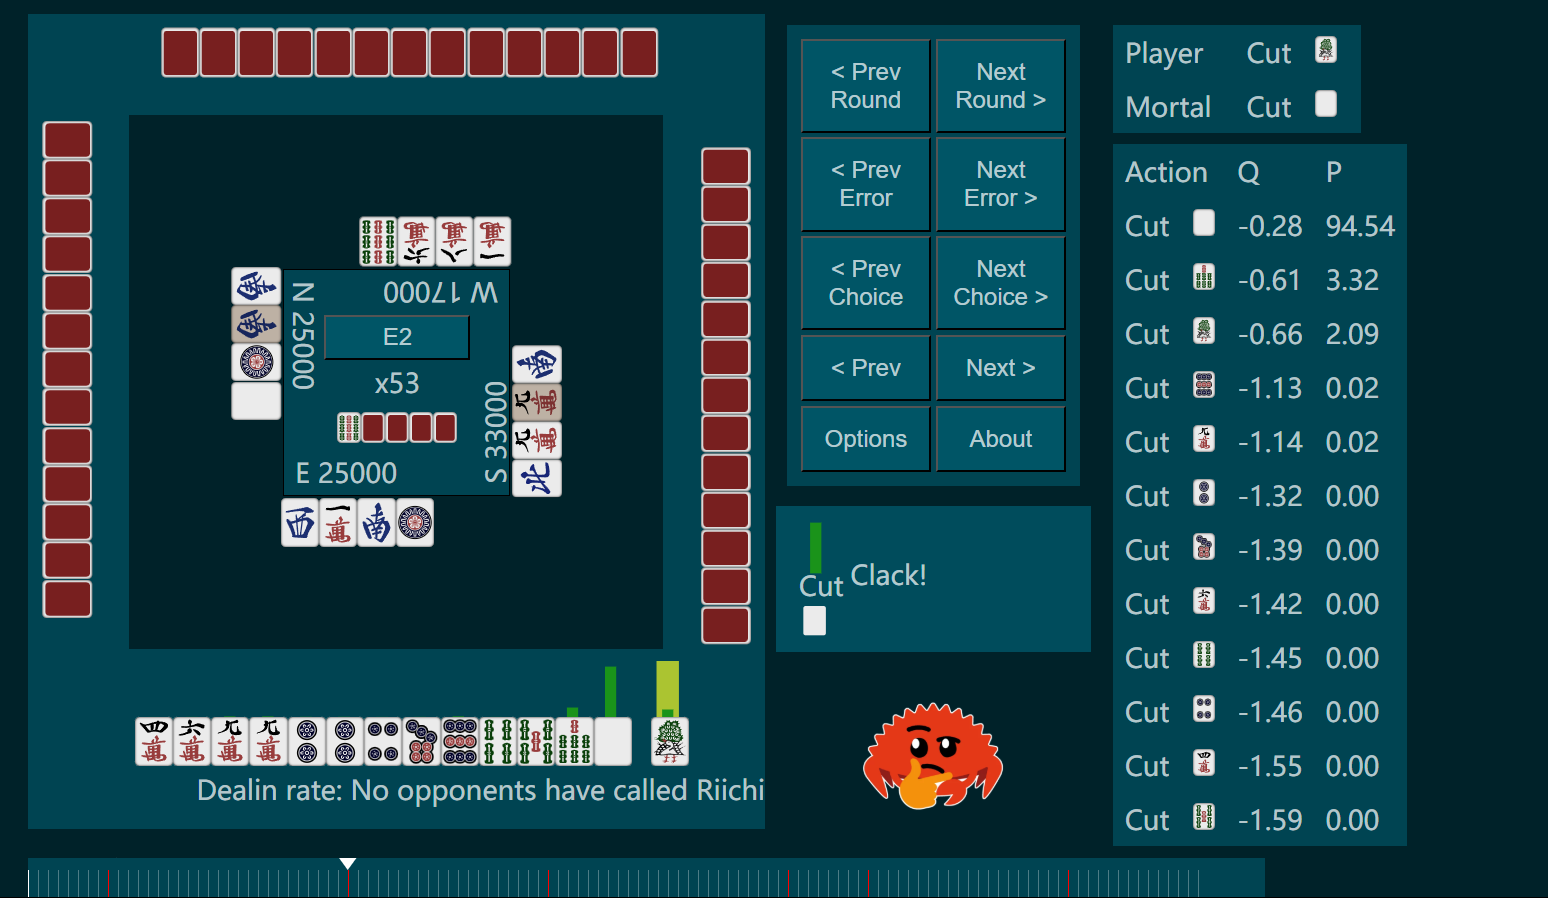 W 17000
N 25000
E2
x53
S 33000
E 25000
Dealin rate: No opponents have called Riichi
< Prev
Round
Next
Round >
< Prev
Error
Next
Error >
< Prev
Choice
Next
Choice >
< Prev
Next >
Options
About
Cut
Clack!
Player Cut
Mortal Cut
Action Q P
Cut -0.28 94.54
Cut -0.61 3.32
Cut -0.66 2.09
Cut -1.13 0.02
Cut -1.14 0.02
Cut -1.32 0.00
Cut -1.39 0.00
Cut -1.42 0.00
Cut -1.45 0.00
Cut -1.46 0.00
Cut -1.55 0.00
Cut -1.59 0.00